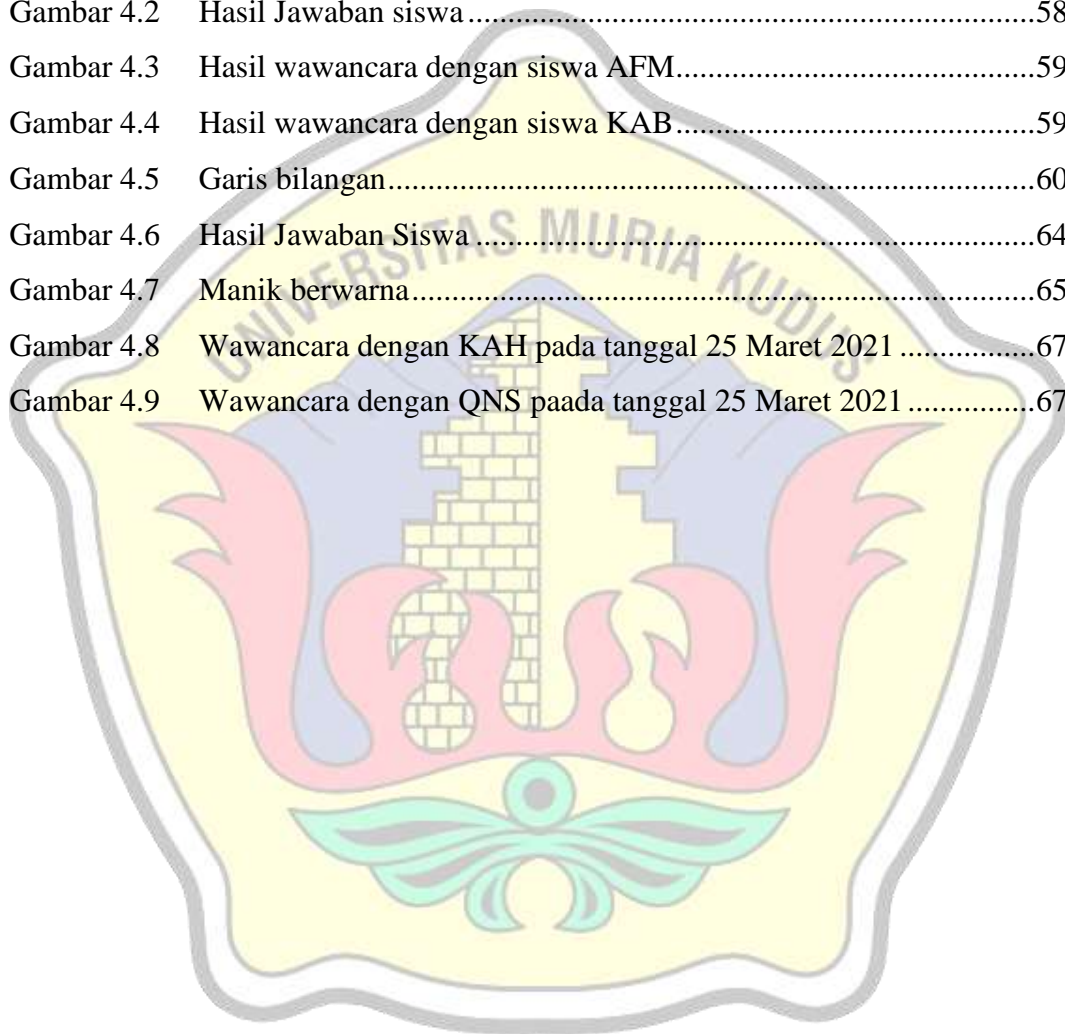 Gambar 4.2 Hasil Jawaban siswa ........................................................................58
Gambar 4.3 Hasil wawancara dengan siswa AFM.............................................59
Gambar 4.4 Hasil wawancara dengan siswa KAB.............................................59
Gambar 4.5 Garis bilangan.................................................................................60
Gambar 4.6 Hasil Jawaban Siswa ......................................................................64
Gambar 4.7 Manik berwarna..............................................................................65
Gambar 4.8 Wawancara dengan KAH pada tanggal 25 Maret 2021 .................67
Gambar 4.9 Wawancara dengan QNS paada tanggal 25 Maret 2021 ................67
UNIVERSITAS MURIA KUDUS